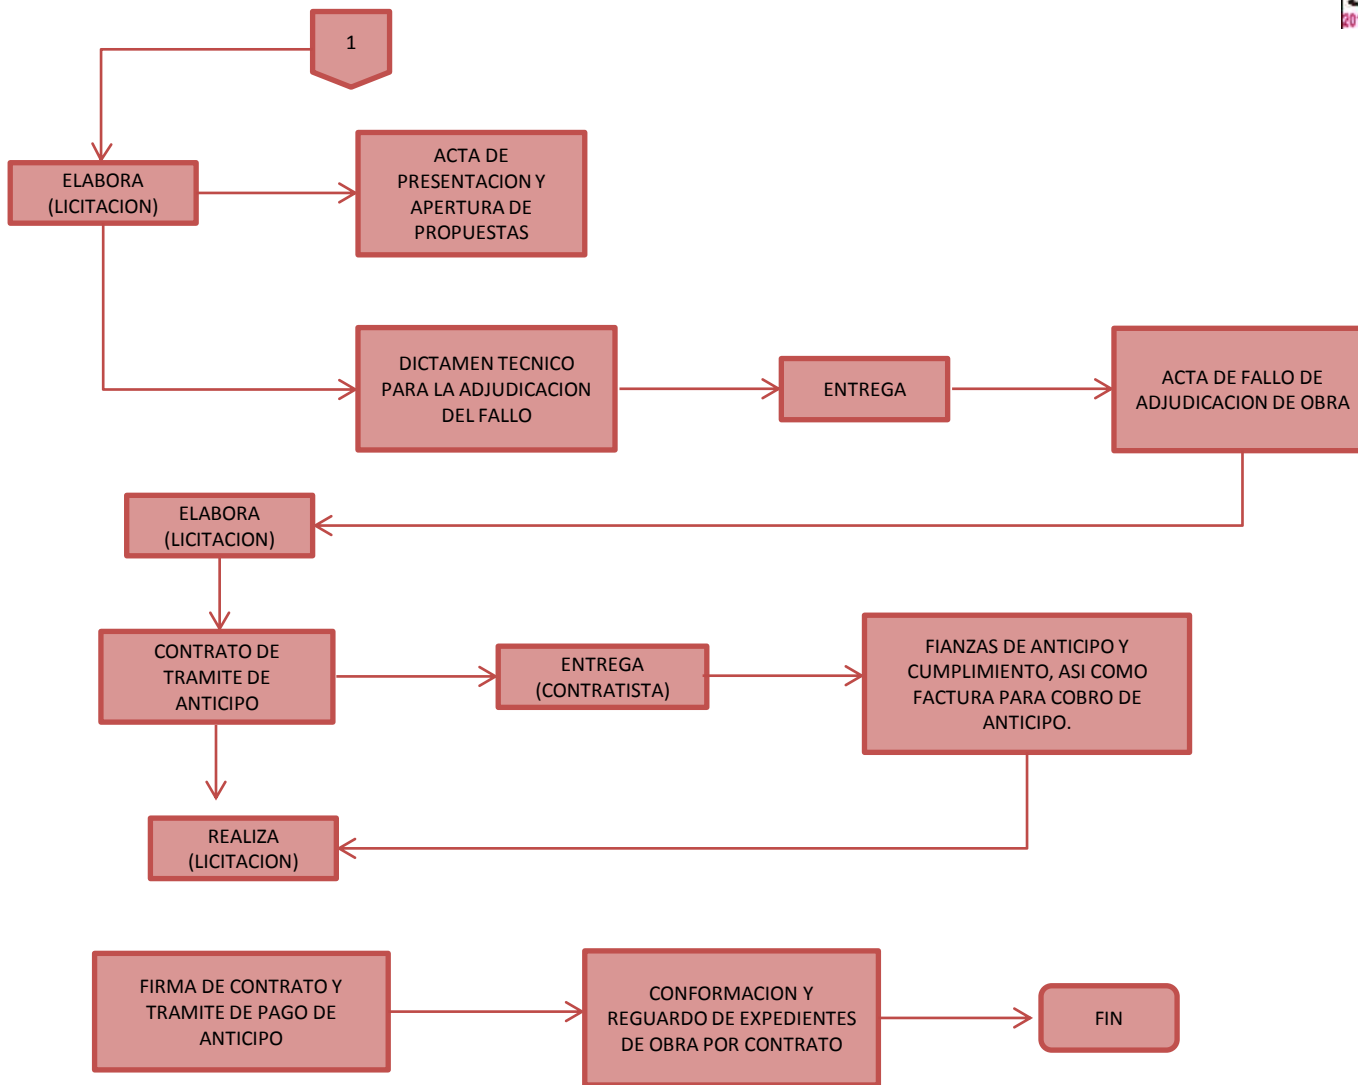 1
ELABORA
(LICITACION)
ACTA DE
PRESENTACION Y
APERTURA DE
PROPUESTAS
DICTAMEN TECNICO
PARA LA ADJUDICACION
DEL FALLO
ENTREGA
ACTA DE FALLO DE
ADJUDICACION DE OBRA
ELABORA
(LICITACION)
CONTRATO DE
TRAMITE DE
ANTICIPO
ENTREGA
(CONTRATISTA)
FIANZAS DE ANTICIPO Y
CUMPLIMIENTO, ASI COMO
FACTURA PARA COBRO DE
ANTICIPO.
REALIZA
(LICITACION)
FIRMA DE CONTRATO Y
TRAMITE DE PAGO DE
ANTICIPO
CONFORMACION Y
REGUARDO DE EXPEDIENTES
DE OBRA POR CONTRATO
FIN